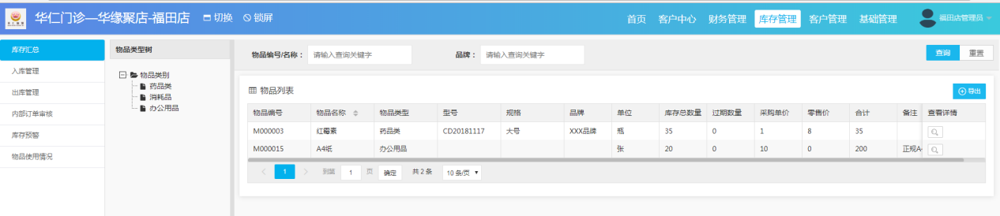 华仁门诊—华缘聚店-福田店 切换 锁屏 首页 客户中心 财务管理 库存管理 客户管理 基础管理 福田店管理员
库存汇总
入库管理
出库管理
内部订单审核
库存预警
物品使用情况
物品类型树
物品类别
药品类
消耗品
办公用品
物品编号/名称： 请输入查询关键字 品牌： 请输入查询关键字 查询 重置
物品列表 导出
物品编号 物品名称 物品类型 型号 规格 品牌 单位 库存总数量 过期数量 采购单价 零售价 合计 备注 查看详情
M000003 红霉素 药品类 CD20181117 大号 XXX品牌 瓶 35 0 1 8 35
M000015 A4纸 办公用品 张 20 0 10 0 200 正规A
1 到第 1 页 确定 共 2 条 10 条/页